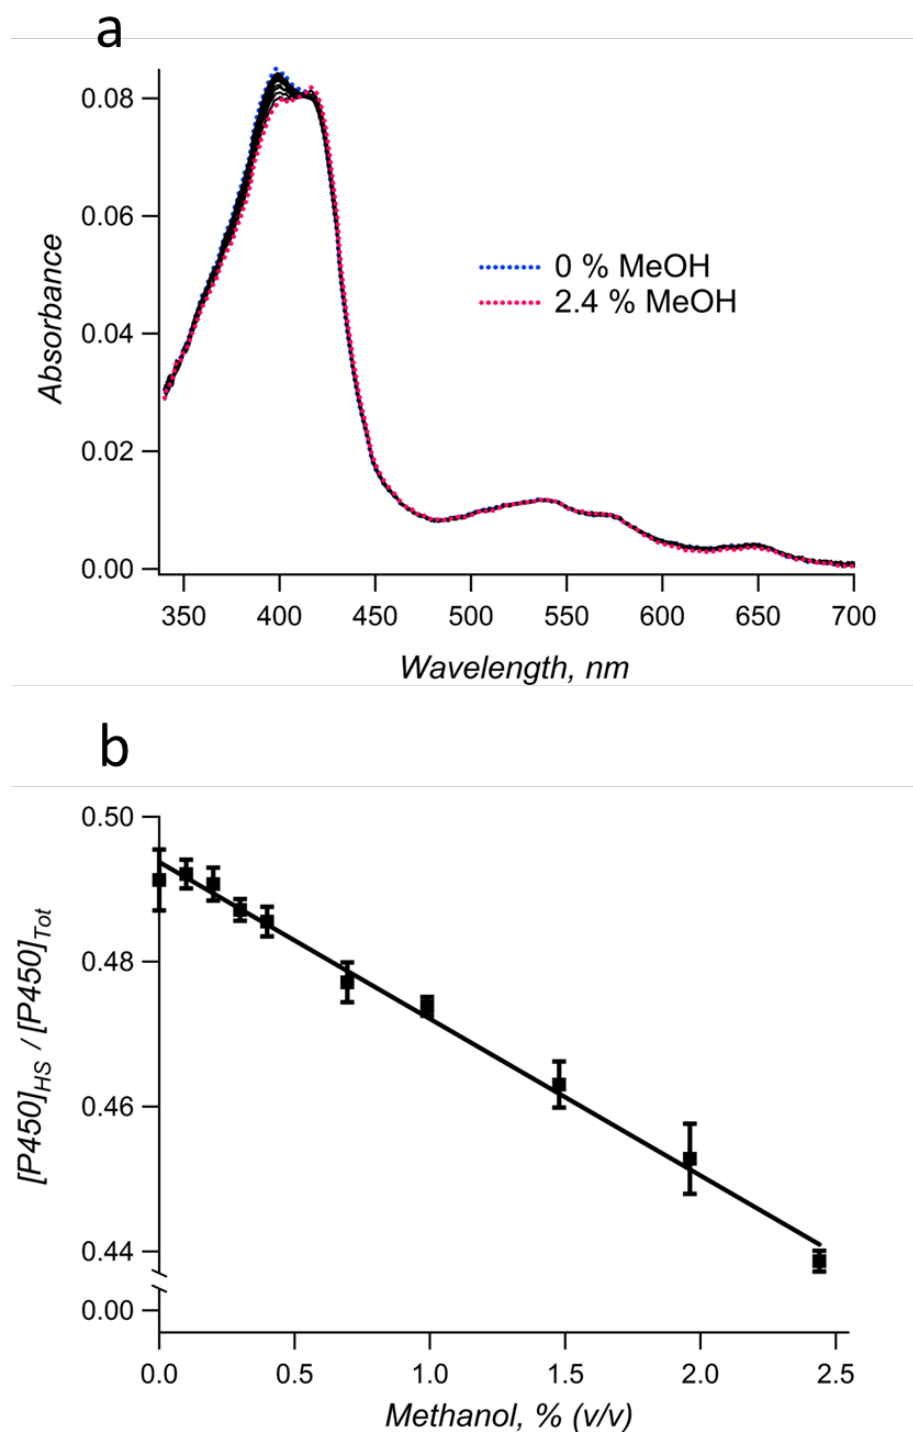 a
0.08
0.06
0.04
0.02
0.00
Absorbance
0 % MeOH
2.4 % MeOH
350 400 450 500 550 600 650 700
Wavelength, nm
b
0.50
0.48
0.46
0.44
0.00
[P450]HS / [P450]Tot
0.0 0.5 1.0 1.5 2.0 2.5
Methanol, % (v/v)